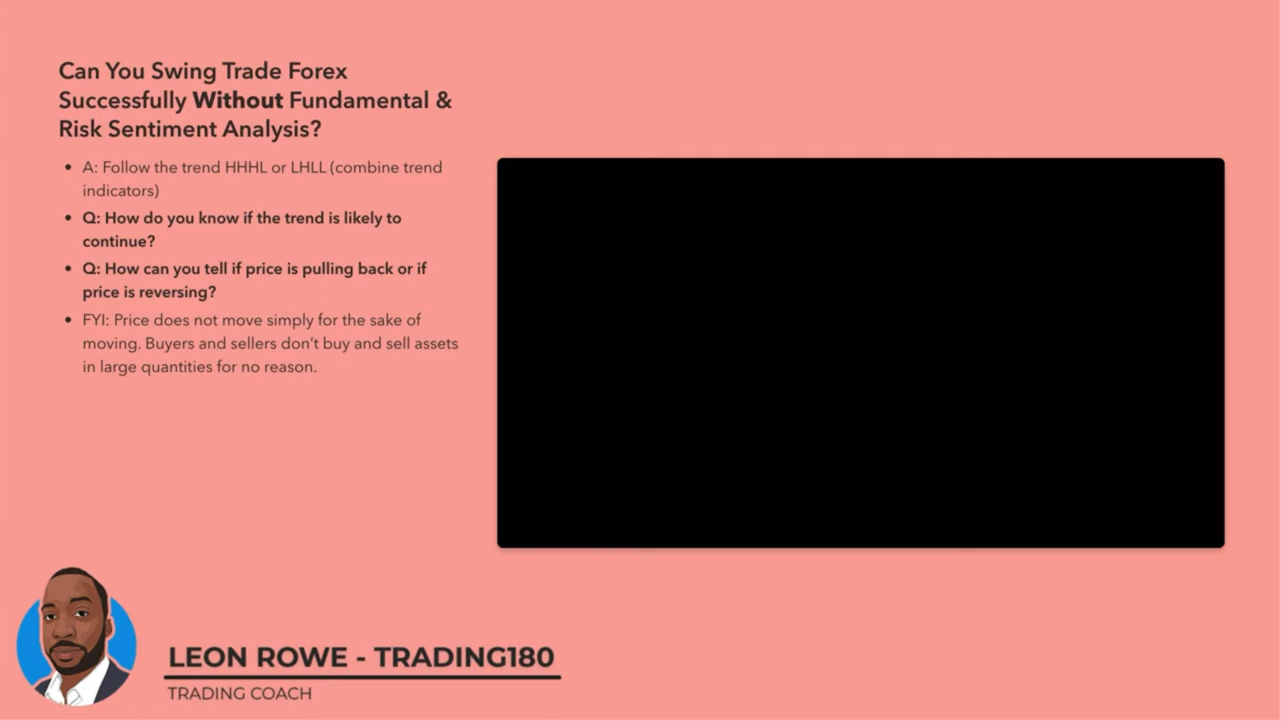 Can You Swing Trade Forex
Successfully Without Fundamental &
Risk Sentiment Analysis?
• A: Follow the trend HHHL or LHLL (combine trend
indicators)
• Q: How do you know if the trend is likely to
continue?
• Q: How can you tell if price is pulling back or if
price is reversing?
• FYI: Price does not move simply for the sake of
moving. Buyers and sellers don’t buy and sell assets
in large quantities for no reason.
LEON ROWE - TRADING180
TRADING COACH